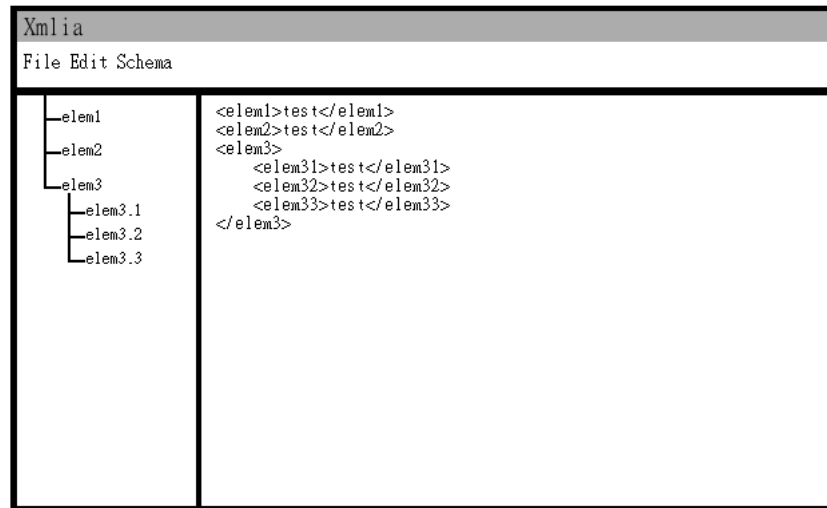 Xmlia
File Edit Schema
elem1
elem2
elem3
elem3.1
elem3.2
elem3.3
<elem1>test</elem1>
<elem2>test</elem2>
<elem3>
<elem31>test</elem31>
<elem32>test</elem32>
<elem33>test</elem33>
</elem3>